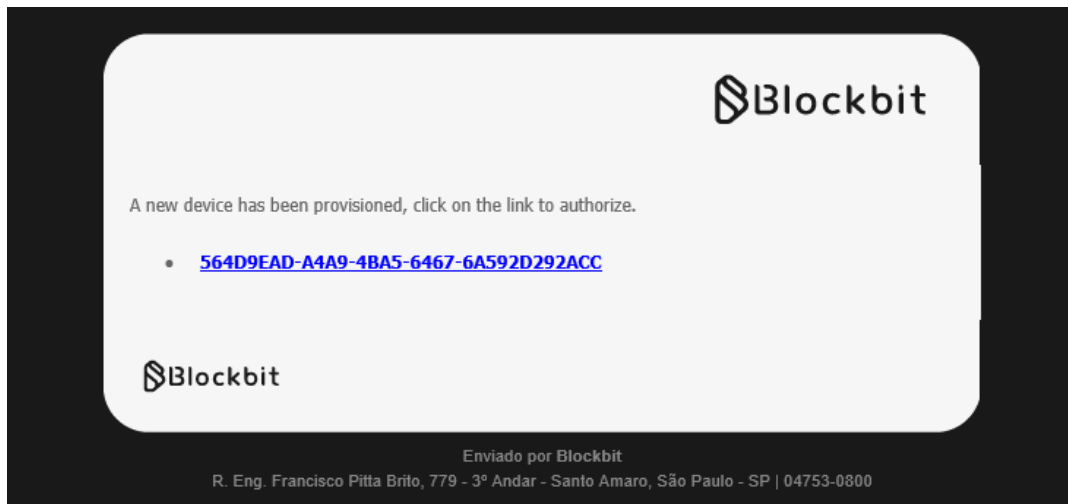 Blockbit
A new device has been provisioned, click on the link to authorize.
564D9EAD-A4A9-4BA5-6467-6A592D292ACC
Blockbit
Enviado por Blockbit
R. Eng. Francisco Pitta Brito, 779 - 3º Andar - Santo Amaro, São Paulo - SP | 04753-0800